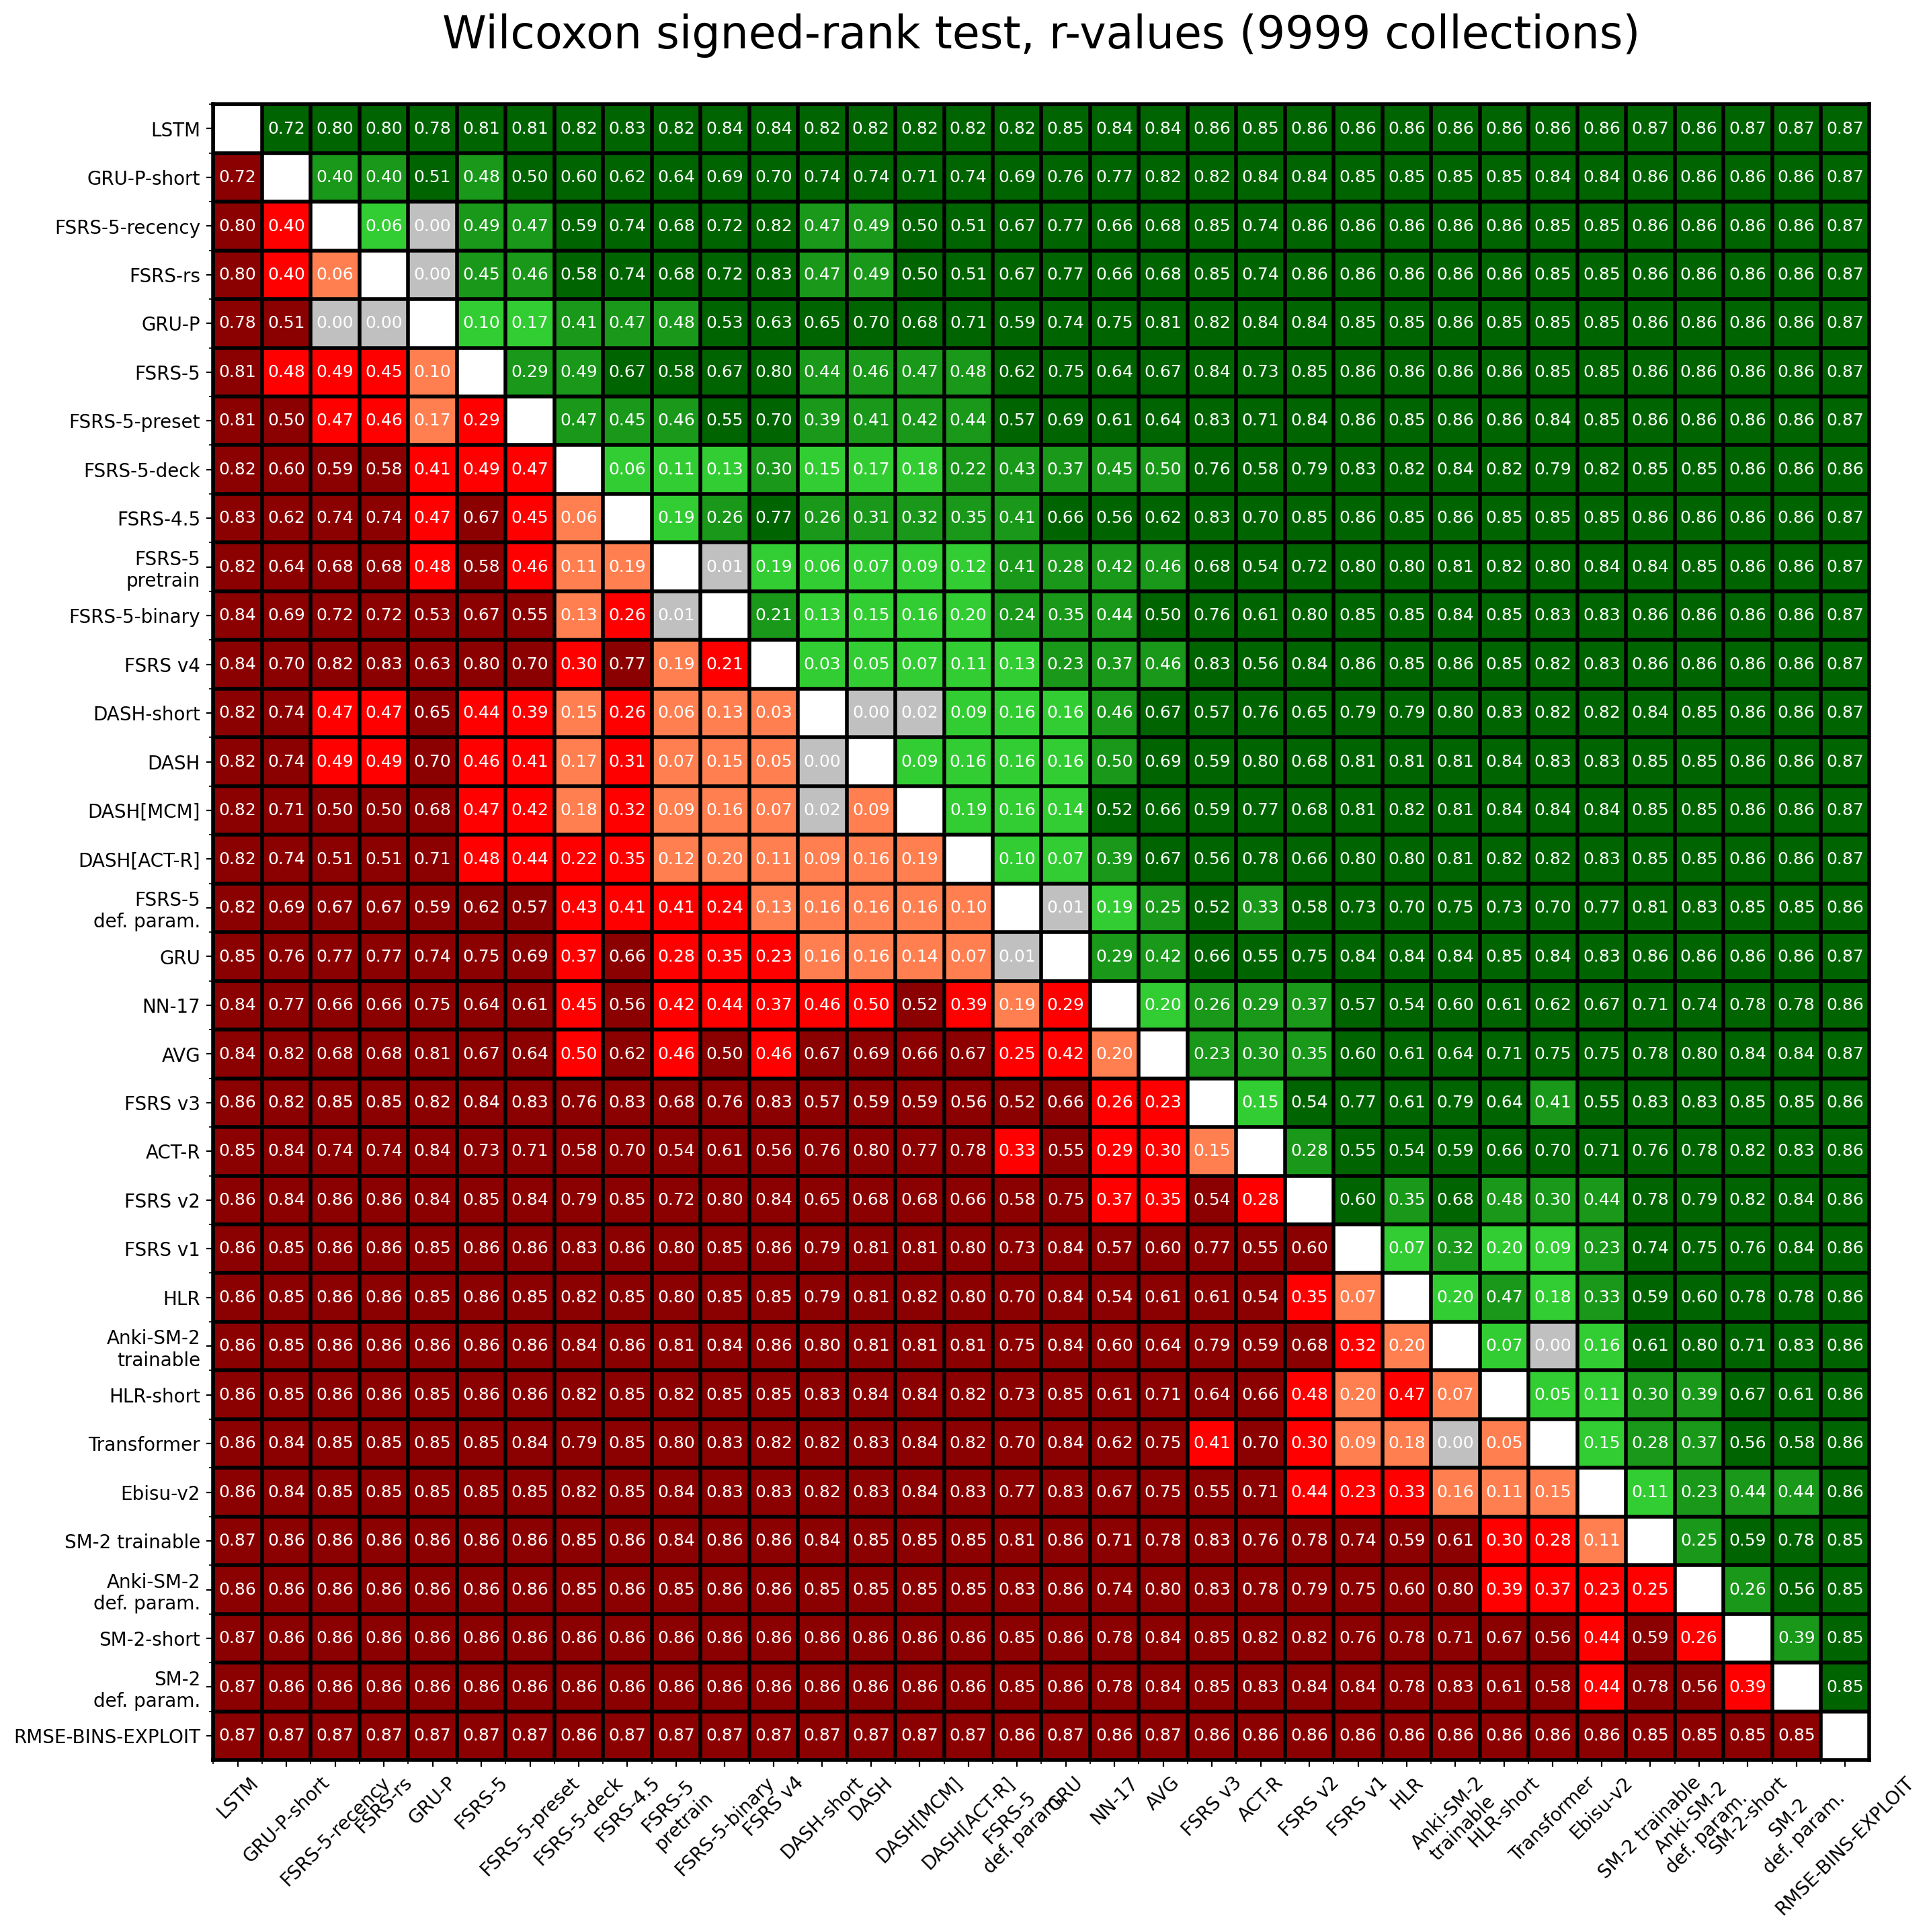 Wilcoxon signed-rank test, r-values (9999 collections)
LSTM 0.72 0.80 0.80 0.78 0.81 0.81 0.82 0.83 0.82 0.84 0.84 0.82 0.82 0.82 0.82 0.82 0.85 0.84 0.84 0.86 0.85 0.86 0.86 0.86 0.86 0.86 0.86 0.86 0.87 0.86 0.87 0.87 0.87
GRU-P-short 0.72 0.40 0.40 0.51 0.48 0.50 0.60 0.62 0.64 0.69 0.70 0.74 0.74 0.71 0.74 0.69 0.76 0.77 0.82 0.82 0.84 0.84 0.85 0.85 0.85 0.85 0.84 0.84 0.86 0.86 0.86 0.86 0.87
FSRS-5-recency 0.80 0.40 0.06 0.00 0.49 0.47 0.59 0.74 0.68 0.72 0.82 0.47 0.49 0.50 0.51 0.67 0.77 0.66 0.68 0.85 0.74 0.86 0.86 0.86 0.86 0.86 0.85 0.85 0.86 0.86 0.86 0.86 0.87
FSRS-rs 0.80 0.40 0.06 0.00 0.45 0.46 0.58 0.74 0.68 0.72 0.83 0.47 0.49 0.50 0.51 0.67 0.77 0.66 0.68 0.85 0.74 0.86 0.86 0.86 0.86 0.86 0.85 0.85 0.86 0.86 0.86 0.86 0.87
GRU-P 0.78 0.51 0.00 0.00 0.10 0.17 0.41 0.47 0.48 0.53 0.63 0.65 0.70 0.68 0.71 0.59 0.74 0.75 0.81 0.82 0.84 0.84 0.85 0.85 0.86 0.85 0.85 0.85 0.86 0.86 0.86 0.86 0.87
FSRS-5 0.81 0.48 0.49 0.45 0.10 0.29 0.49 0.67 0.58 0.67 0.80 0.44 0.46 0.47 0.48 0.62 0.75 0.64 0.67 0.84 0.73 0.85 0.86 0.86 0.86 0.86 0.85 0.85 0.86 0.86 0.86 0.86 0.87
FSRS-5-preset 0.81 0.50 0.47 0.46 0.17 0.29 0.47 0.45 0.46 0.55 0.70 0.39 0.41 0.42 0.44 0.57 0.69 0.61 0.64 0.83 0.71 0.84 0.86 0.85 0.86 0.86 0.84 0.85 0.86 0.86 0.86 0.86 0.87
FSRS-5-deck 0.82 0.60 0.59 0.58 0.41 0.49 0.47 0.06 0.11 0.13 0.30 0.15 0.17 0.18 0.22 0.43 0.37 0.45 0.50 0.76 0.58 0.79 0.83 0.82 0.84 0.82 0.79 0.82 0.85 0.85 0.86 0.86 0.86
FSRS-4.5 0.83 0.62 0.74 0.74 0.47 0.67 0.45 0.06 0.19 0.26 0.77 0.26 0.31 0.32 0.35 0.41 0.66 0.56 0.62 0.83 0.70 0.85 0.86 0.85 0.86 0.85 0.85 0.85 0.86 0.86 0.86 0.86 0.87
FSRS-5
pretrain 0.82 0.64 0.68 0.68 0.48 0.58 0.46 0.11 0.19 0.01 0.19 0.06 0.07 0.09 0.12 0.41 0.28 0.42 0.46 0.68 0.54 0.72 0.80 0.80 0.81 0.82 0.80 0.84 0.84 0.85 0.86 0.86 0.87
FSRS-5-binary 0.84 0.69 0.72 0.72 0.53 0.67 0.55 0.13 0.26 0.01 0.21 0.13 0.15 0.16 0.20 0.24 0.35 0.44 0.50 0.76 0.61 0.80 0.85 0.85 0.84 0.85 0.83 0.83 0.86 0.86 0.86 0.86 0.87
FSRS v4 0.84 0.70 0.82 0.83 0.63 0.80 0.70 0.30 0.77 0.19 0.21 0.03 0.05 0.07 0.11 0.13 0.23 0.37 0.46 0.83 0.56 0.84 0.86 0.85 0.86 0.85 0.82 0.83 0.86 0.86 0.86 0.86 0.87
DASH-short 0.82 0.74 0.47 0.47 0.65 0.44 0.39 0.15 0.26 0.06 0.13 0.03 0.00 0.02 0.09 0.16 0.16 0.46 0.67 0.57 0.76 0.65 0.79 0.79 0.80 0.83 0.82 0.82 0.84 0.85 0.86 0.86 0.87
DASH 0.82 0.74 0.49 0.49 0.70 0.46 0.41 0.17 0.31 0.07 0.15 0.05 0.00 0.09 0.16 0.16 0.16 0.50 0.69 0.59 0.80 0.68 0.81 0.81 0.81 0.84 0.83 0.83 0.85 0.85 0.86 0.86 0.87
DASH[MCM] 0.82 0.71 0.50 0.50 0.68 0.47 0.42 0.18 0.32 0.09 0.16 0.07 0.02 0.09 0.19 0.16 0.14 0.52 0.66 0.59 0.77 0.68 0.81 0.82 0.81 0.84 0.84 0.84 0.85 0.85 0.86 0.86 0.87
DASH[ACT-R] 0.82 0.74 0.51 0.51 0.71 0.48 0.44 0.22 0.35 0.12 0.20 0.11 0.09 0.16 0.19 0.10 0.07 0.39 0.67 0.56 0.78 0.66 0.80 0.80 0.81 0.82 0.82 0.83 0.85 0.85 0.86 0.86 0.87
FSRS-5
def. param. 0.82 0.69 0.67 0.67 0.59 0.62 0.57 0.43 0.41 0.41 0.24 0.13 0.16 0.16 0.16 0.10 0.01 0.19 0.25 0.52 0.33 0.58 0.73 0.70 0.75 0.73 0.70 0.77 0.81 0.83 0.85 0.85 0.86
GRU 0.85 0.76 0.77 0.77 0.74 0.75 0.69 0.37 0.66 0.28 0.35 0.23 0.16 0.16 0.14 0.07 0.01 0.29 0.42 0.66 0.55 0.75 0.84 0.84 0.84 0.85 0.84 0.83 0.86 0.86 0.86 0.86 0.87
NN-17 0.84 0.77 0.66 0.66 0.75 0.64 0.61 0.45 0.56 0.42 0.44 0.37 0.46 0.50 0.52 0.39 0.19 0.29 0.20 0.26 0.29 0.37 0.57 0.54 0.60 0.61 0.62 0.67 0.71 0.74 0.78 0.78 0.86
AVG 0.84 0.82 0.68 0.68 0.81 0.67 0.64 0.50 0.62 0.46 0.50 0.46 0.67 0.69 0.66 0.67 0.25 0.42 0.20 0.23 0.30 0.35 0.60 0.61 0.64 0.71 0.75 0.75 0.78 0.80 0.84 0.84 0.87
FSRS v3 0.86 0.82 0.85 0.85 0.82 0.84 0.83 0.76 0.83 0.68 0.76 0.83 0.57 0.59 0.59 0.56 0.52 0.66 0.26 0.23 0.15 0.54 0.77 0.61 0.79 0.64 0.41 0.55 0.83 0.83 0.85 0.85 0.86
ACT-R 0.85 0.84 0.74 0.74 0.84 0.73 0.71 0.58 0.70 0.54 0.61 0.56 0.76 0.80 0.77 0.78 0.33 0.55 0.29 0.30 0.15 0.28 0.55 0.54 0.59 0.66 0.70 0.71 0.76 0.78 0.82 0.83 0.86
FSRS v2 0.86 0.84 0.86 0.86 0.84 0.85 0.84 0.79 0.85 0.72 0.80 0.84 0.65 0.68 0.68 0.66 0.58 0.75 0.37 0.35 0.54 0.28 0.60 0.35 0.68 0.48 0.30 0.44 0.78 0.79 0.82 0.84 0.86
FSRS v1 0.86 0.85 0.86 0.86 0.85 0.86 0.86 0.83 0.86 0.80 0.85 0.86 0.79 0.81 0.81 0.80 0.73 0.84 0.57 0.60 0.77 0.55 0.60 0.07 0.32 0.20 0.09 0.23 0.74 0.75 0.76 0.84 0.86
HLR 0.86 0.85 0.86 0.86 0.85 0.86 0.85 0.82 0.85 0.80 0.85 0.85 0.79 0.81 0.82 0.80 0.70 0.84 0.54 0.61 0.61 0.54 0.35 0.07 0.20 0.47 0.18 0.33 0.59 0.60 0.78 0.78 0.86
Anki-SM-2
trainable 0.86 0.85 0.86 0.86 0.86 0.86 0.86 0.84 0.86 0.81 0.84 0.86 0.80 0.81 0.81 0.81 0.75 0.84 0.60 0.64 0.79 0.59 0.68 0.32 0.20 0.07 0.00 0.16 0.61 0.80 0.71 0.83 0.86
HLR-short 0.86 0.85 0.86 0.86 0.85 0.86 0.86 0.82 0.85 0.82 0.85 0.85 0.83 0.84 0.84 0.82 0.73 0.85 0.61 0.71 0.64 0.66 0.48 0.20 0.47 0.07 0.05 0.11 0.30 0.39 0.67 0.61 0.86
Transformer 0.86 0.84 0.85 0.85 0.85 0.85 0.84 0.79 0.85 0.80 0.83 0.82 0.82 0.83 0.84 0.82 0.70 0.84 0.62 0.75 0.41 0.70 0.30 0.09 0.18 0.00 0.05 0.15 0.28 0.37 0.56 0.58 0.86
Ebisu-v2 0.86 0.84 0.85 0.85 0.85 0.85 0.85 0.82 0.85 0.84 0.83 0.83 0.82 0.83 0.84 0.83 0.77 0.83 0.67 0.75 0.55 0.71 0.44 0.23 0.33 0.16 0.11 0.15 0.11 0.23 0.44 0.44 0.86
SM-2 trainable 0.87 0.86 0.86 0.86 0.86 0.86 0.86 0.85 0.86 0.84 0.86 0.86 0.84 0.85 0.85 0.85 0.81 0.86 0.71 0.78 0.83 0.76 0.78 0.74 0.59 0.61 0.30 0.28 0.11 0.25 0.59 0.78 0.85
Anki-SM-2
def. param. 0.86 0.86 0.86 0.86 0.86 0.86 0.86 0.85 0.86 0.85 0.86 0.86 0.85 0.85 0.85 0.85 0.83 0.86 0.74 0.80 0.83 0.78 0.79 0.75 0.60 0.80 0.39 0.37 0.23 0.25 0.26 0.56 0.85
SM-2-short 0.87 0.86 0.86 0.86 0.86 0.86 0.86 0.86 0.86 0.86 0.86 0.86 0.86 0.86 0.86 0.86 0.85 0.86 0.78 0.84 0.85 0.82 0.82 0.76 0.78 0.71 0.67 0.56 0.44 0.59 0.26 0.39 0.85
SM-2
def. param. 0.87 0.86 0.86 0.86 0.86 0.86 0.86 0.86 0.86 0.86 0.86 0.86 0.86 0.86 0.86 0.86 0.85 0.86 0.78 0.84 0.85 0.83 0.84 0.84 0.78 0.83 0.61 0.58 0.44 0.78 0.56 0.39 0.85
RMSE-BINS-EXPLOIT 0.87 0.87 0.87 0.87 0.87 0.87 0.87 0.86 0.87 0.87 0.87 0.87 0.87 0.87 0.87 0.87 0.86 0.87 0.86 0.87 0.86 0.86 0.86 0.86 0.86 0.86 0.86 0.86 0.86 0.85 0.85 0.85 0.85
LSTM
GRU-P-short
FSRS-5-recency
FSRS-rs
GRU-P
FSRS-5
FSRS-5-preset
FSRS-5-deck
FSRS-4.5
FSRS-5
pretrain
FSRS-5-binary
FSRS v4
DASH-short
DASH
DASH[MCM]
DASH[ACT-R]
FSRS-5
def. param.
GRU
NN-17
AVG
FSRS v3
ACT-R
FSRS v2
FSRS v1
HLR
Anki-SM-2
trainable
HLR-short
Transformer
Ebisu-v2
SM-2 trainable
Anki-SM-2
def. param.
SM-2-short
SM-2
def. param.
RMSE-BINS-EXPLOIT